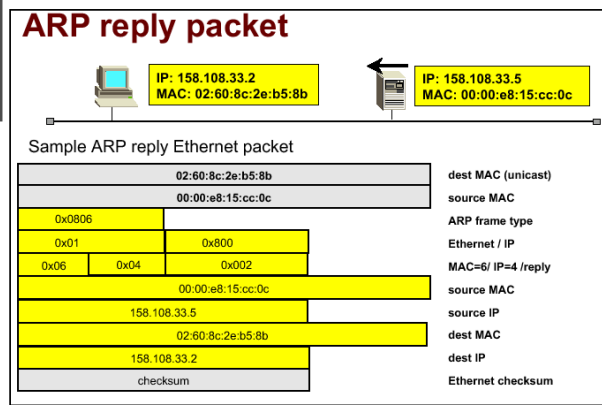 ARP reply packet
IP: 158.108.33.2
MAC: 02:60:8c:2e:b5:8b
IP: 158.108.33.5
MAC: 00:00:e8:15:cc:0c
Sample ARP reply Ethernet packet
02:60:8c:2e:b5:8b dest MAC (unicast)
00:00:e8:15:cc:0c source MAC
0x0806 ARP frame type
0x01 0x800 Ethernet / IP
0x06 0x04 0x002 MAC=6/ IP=4 /reply
00:00:e8:15:cc:0c source MAC
158.108.33.5 source IP
02:60:8c:2e:b5:8b dest MAC
158.108.33.2 dest IP
checksum Ethernet checksum